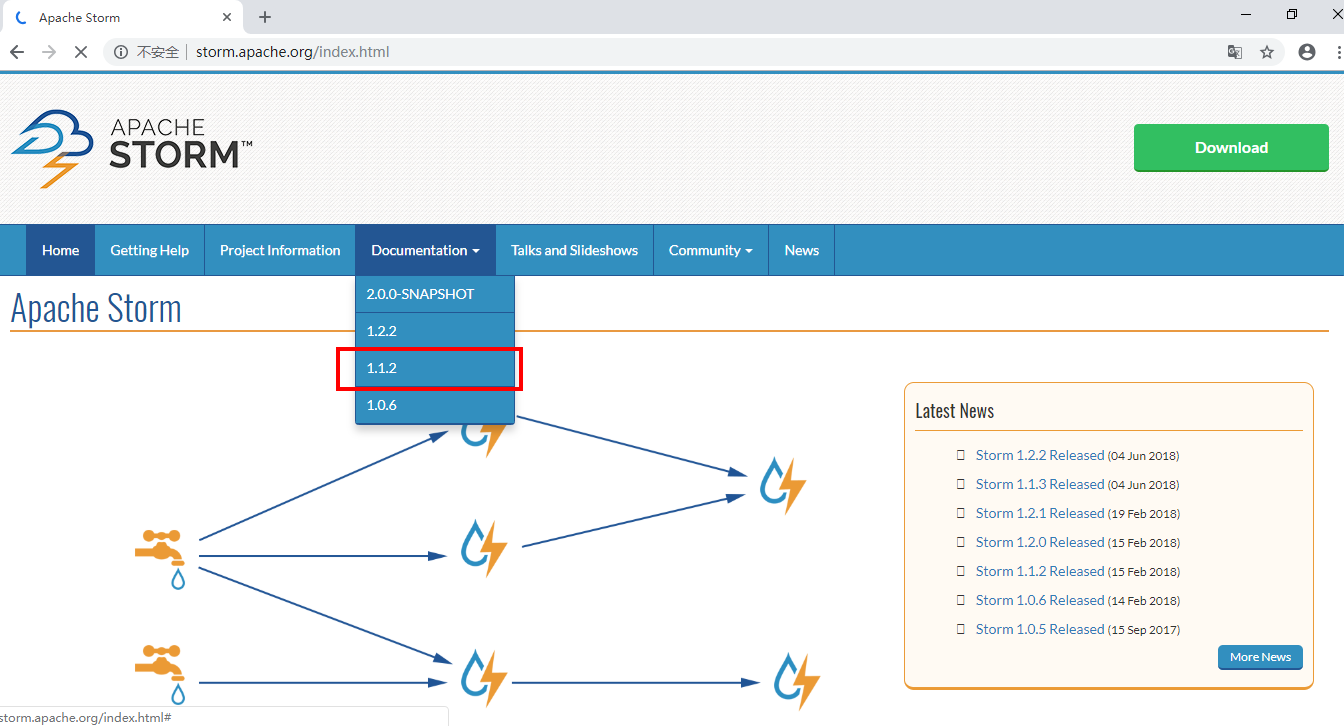 Apache Storm
不安全 storm.apache.org/index.html
APACHE
STORM™
Download
Home Getting Help Project Information Documentation Talks and Slideshows Community News
2.0.0-SNAPSHOT
1.2.2
1.1.2
1.0.6
Apache Storm
Latest News
Storm 1.2.2 Released (04 Jun 2018)
Storm 1.1.3 Released (04 Jun 2018)
Storm 1.2.1 Released (19 Feb 2018)
Storm 1.2.0 Released (15 Feb 2018)
Storm 1.1.2 Released (15 Feb 2018)
Storm 1.0.6 Released (14 Feb 2018)
Storm 1.0.5 Released (15 Sep 2017)
More News
storm.apache.org/index.html#